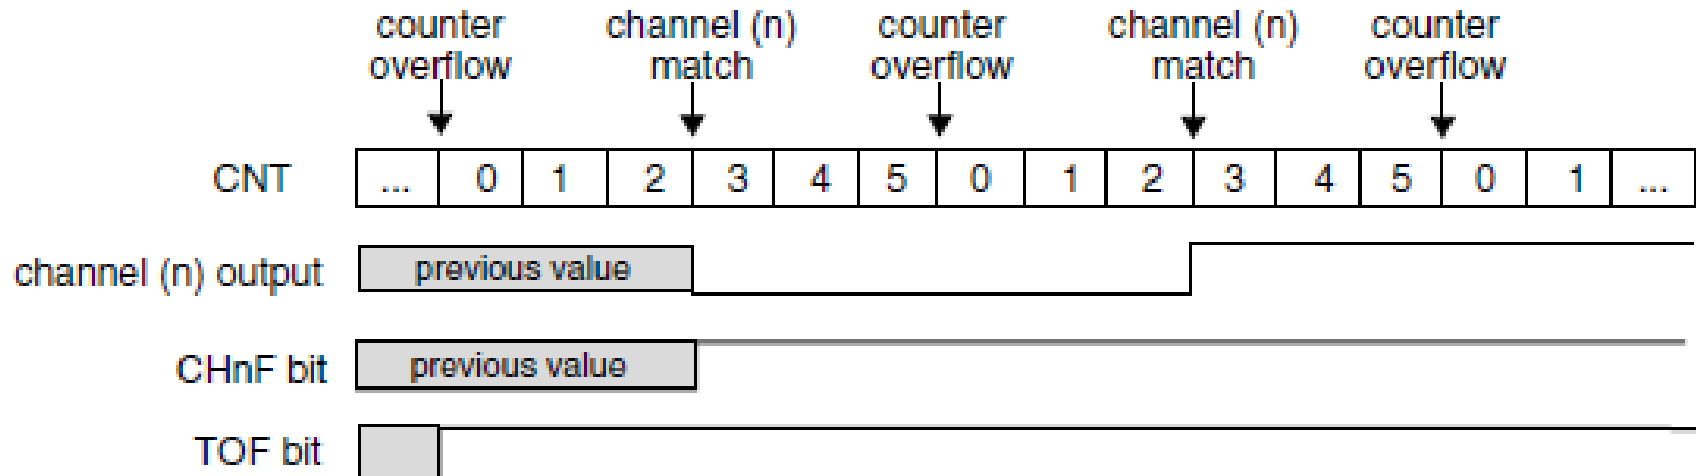 counter overflow
channel (n) match
counter overflow
channel (n) match
counter overflow
CNT ... 0 1 2 3 4 5 0 1 2 3 4 5 0 1 ...
channel (n) output previous value
CHnF bit previous value
TOF bit